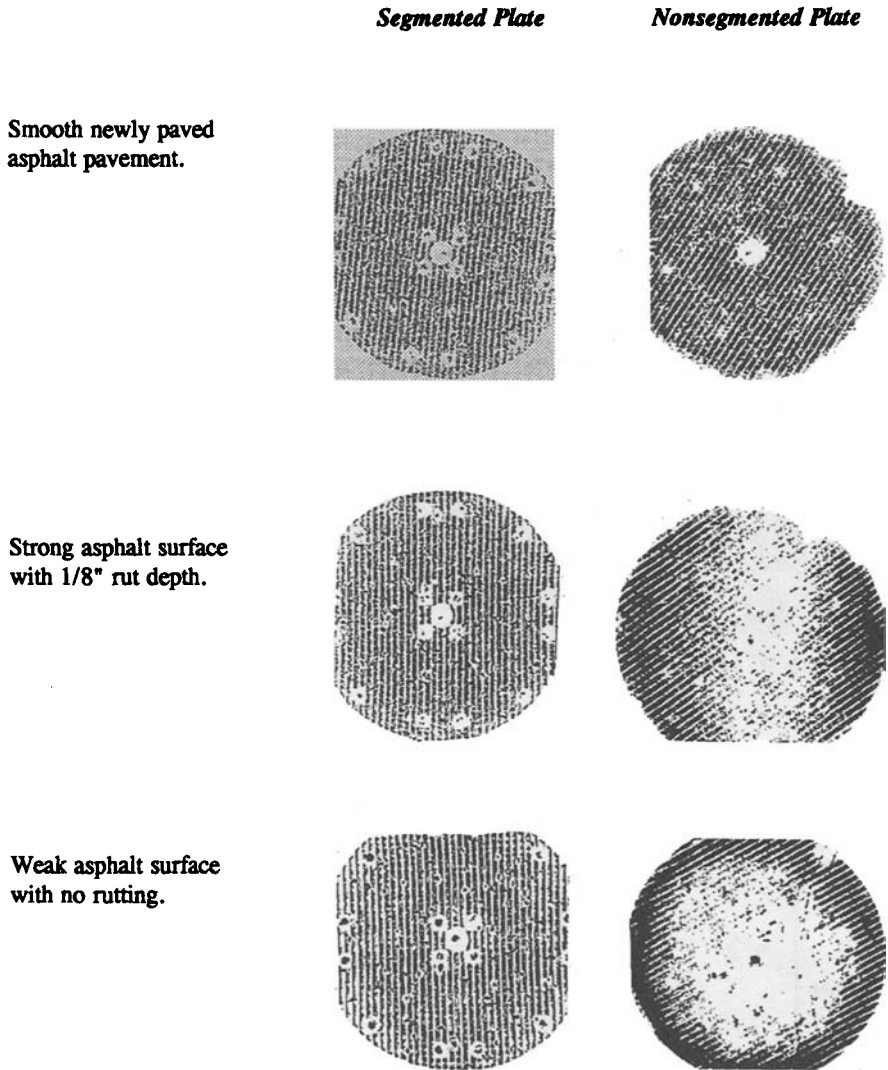 Segmented Plate Nonsegmented Plate
Smooth newly paved
asphalt pavement.
Strong asphalt surface
with 1/8" rut depth.
Weak asphalt surface
with no rutting.